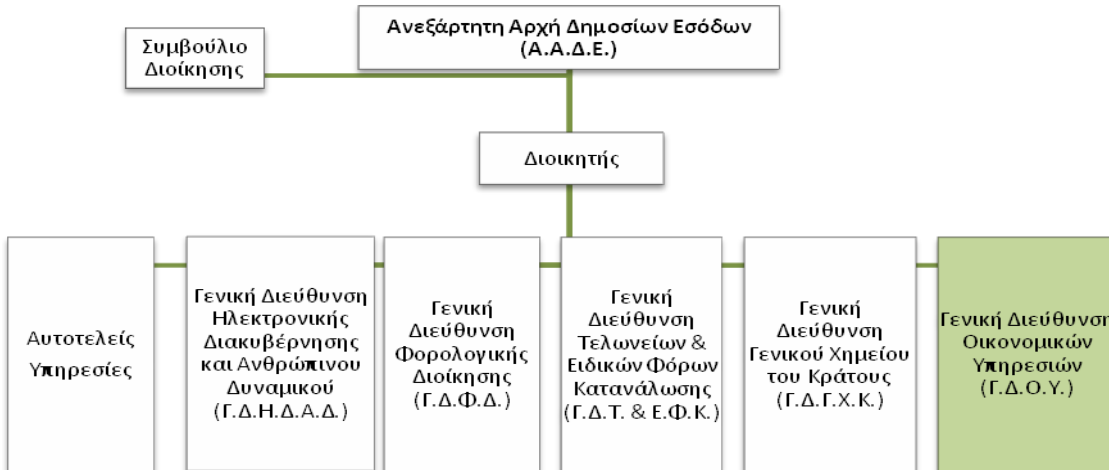 Ανεξάρτητη Αρχή Δημοσίων Εσόδων
(Α.Α.Δ.Ε.)
Συμβούλιο
Διοίκησης
Διοικητής
Αυτοτελείς
Υπηρεσίες
Γενική Διεύθυνση
Ηλεκτρονικής
Διακυβέρνησης
και Ανθρώπινου
Δυναμικού
(Γ.Δ.Η.Δ.Α.Δ.)
Γενική
Διεύθυνση
Φορολογικής
Διοίκησης
(Γ.Δ.Φ.Δ.)
Γενική
Διεύθυνση
Τελωνείων &
Ειδικών Φόρων
Κατανάλωσης
(Γ.Δ.Τ. & Ε.Φ.Κ.)
Γενική
Διεύθυνση
Γενικού Χημείου
του Κράτους
(Γ.Δ.Γ.Χ.Κ.)
Γενική Διεύθυνση
Οικονομικών
Υπηρεσιών
(Γ.Δ.Ο.Υ.)